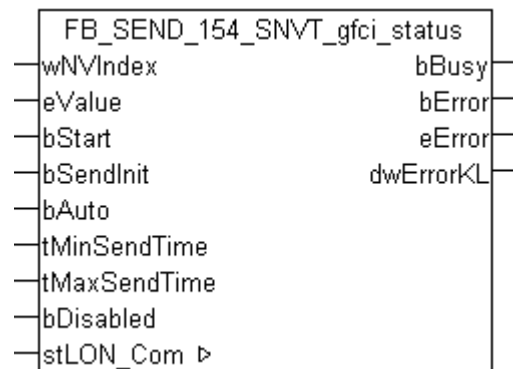 FB_SEND_154_SNVT_gfci_status
wNVIndex bBusy
eValue bError
bStart eError
bSendInit dwErrorKL
bAuto
tMinSendTime
tMaxSendTime
bDisabled
stLON_Com ▷